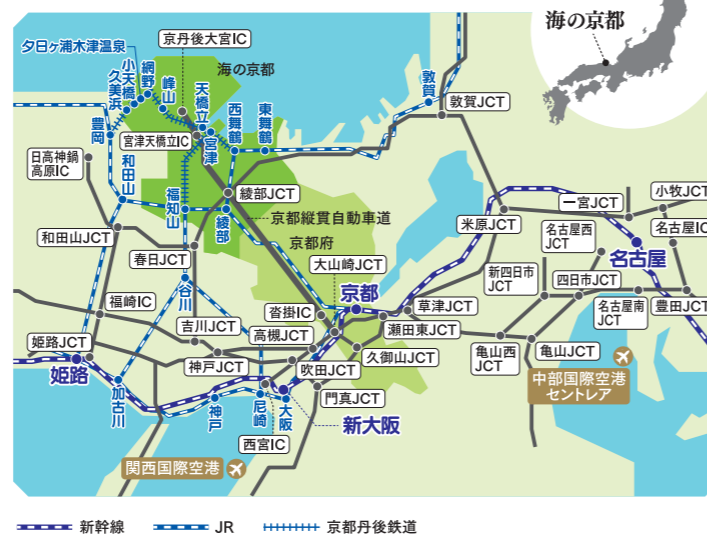 海の京都
京丹後大宮IC
夕日ヶ浦木津温泉
海の京都
小天橋
久美浜
網野
峰山
天橋立
宮津
西舞鶴
東舞鶴
敦賀
敦賀JCT
豊岡
宮津天橋立IC
日高神鍋
高原IC
和田山
福知山
綾部
綾部JCT
京都縦貫自動車道
京都府
和田山JCT
春日JCT
大山崎JCT
米原JCT
一宮JCT
小牧JCT
名古屋西
JCT
名古屋IC
名古屋
谷川
京都
新四日市
JCT
四日市JCT
福崎IC
沓掛IC
草津JCT
名古屋南
JCT
豊田JCT
姫路JCT
吉川JCT
高槻JCT
瀬田東JCT
姫路
神戸JCT
吹田JCT
久御山JCT
亀山西
JCT
亀山JCT
加古川
神戸
尼崎
大阪
門真JCT
新大阪
西宮IC
中部国際空港
セントレア
関西国際空港
新幹線
JR
京都丹後鉄道